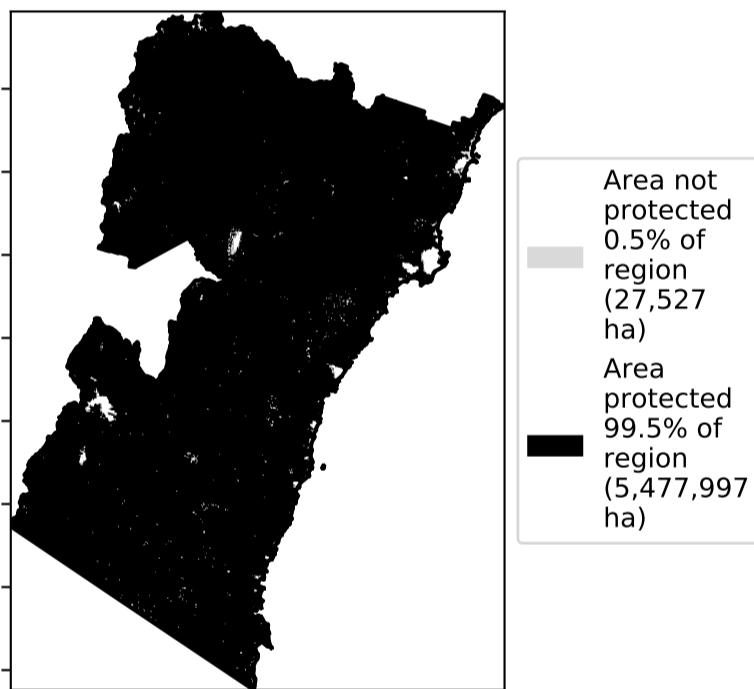 Area not
protected
0.5% of
region
(27,527
ha)
Area
protected
99.5% of
region
(5,477,997
ha)